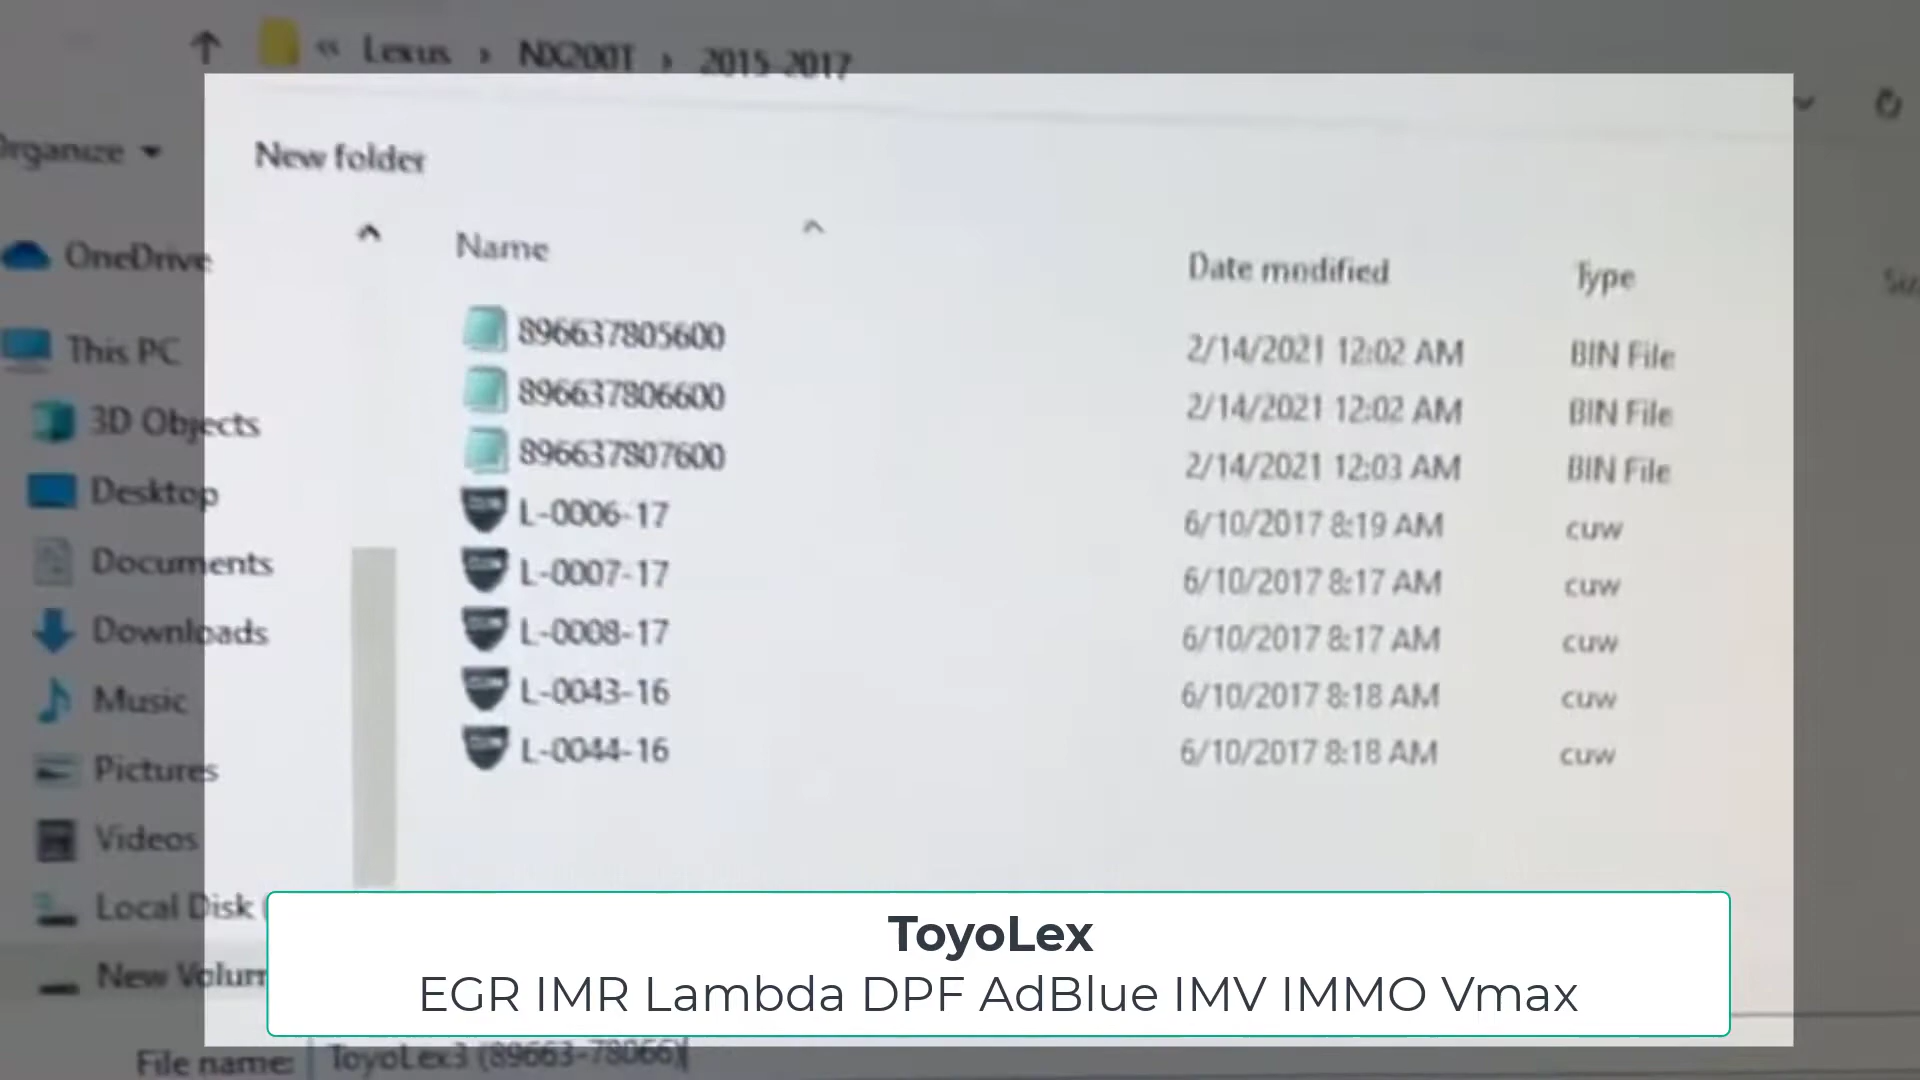 « Lexus › NX200T › 2015-2017
Organize
New folder
Name
Date modified
Type
OneDrive
This PC
3D Objects
Desktop
Documents
Downloads
Music
Pictures
Videos
Local Disk (
New Volum
896637805600 2/14/2021 12:02 AM BIN File
896637806600 2/14/2021 12:02 AM BIN File
896637807600 2/14/2021 12:03 AM BIN File
L-0006-17 6/10/2017 8:19 AM cuw
L-0007-17 6/10/2017 8:17 AM cuw
L-0008-17 6/10/2017 8:17 AM cuw
L-0043-16 6/10/2017 8:18 AM cuw
L-0044-16 6/10/2017 8:18 AM cuw
ToyoLex
EGR IMR Lambda DPF AdBlue IMV IMMO Vmax
File name: ToyoLex3 (89663-78066)